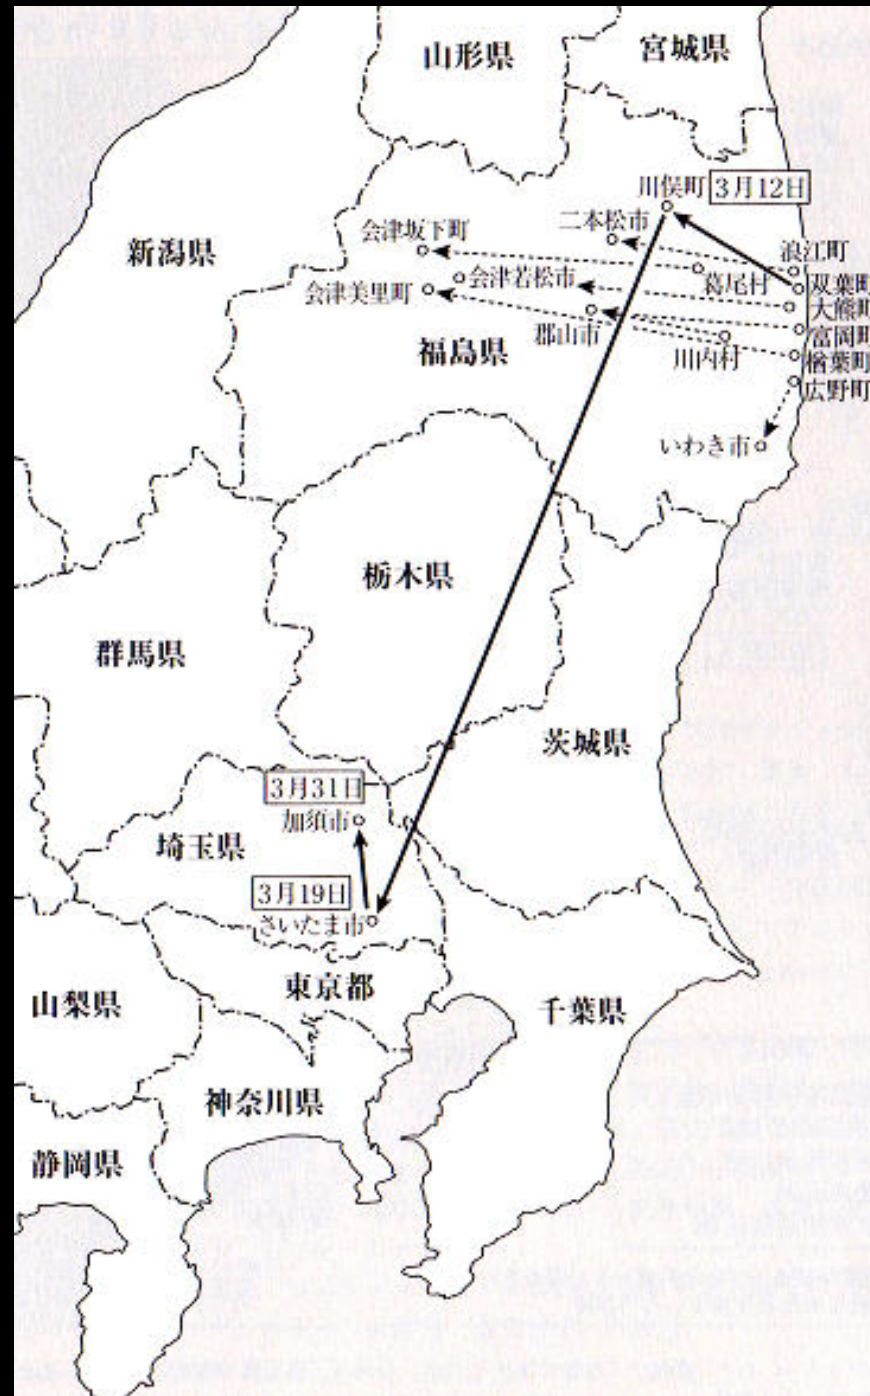 山形県
宮城県
川俣町
3月12日
二本松市
会津坂下町
新潟県
浪江町
葛尾村
双葉町
会津若松市
会津美里町
大熊町
郡山市
富岡町
福島県
川内村
楢葉町
広野町
いわき市
栃木県
群馬県
茨城県
3月31日
加須市
埼玉県
3月19日
さいたま市
東京都
山梨県
千葉県
神奈川県
静岡県